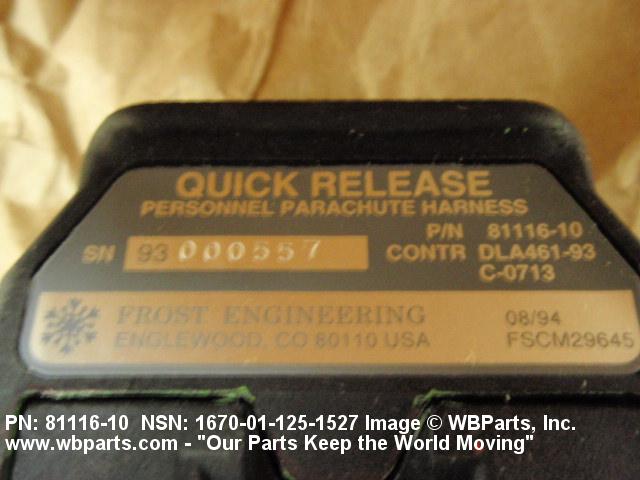 QUICK RELEASE
PERSONNEL PARACHUTE HARNESS
P/N 81116-10
SN 93 000557
CONTR DLA461-93
C-0713
FROST ENGINEERING
08/94
ENGLEWOOD, CO 80110 USA
FSCM29645
PN: 81116-10 NSN: 1670-01-125-1527 Image © WBParts, Inc.
www.wbparts.com - "Our Parts Keep the World Moving"